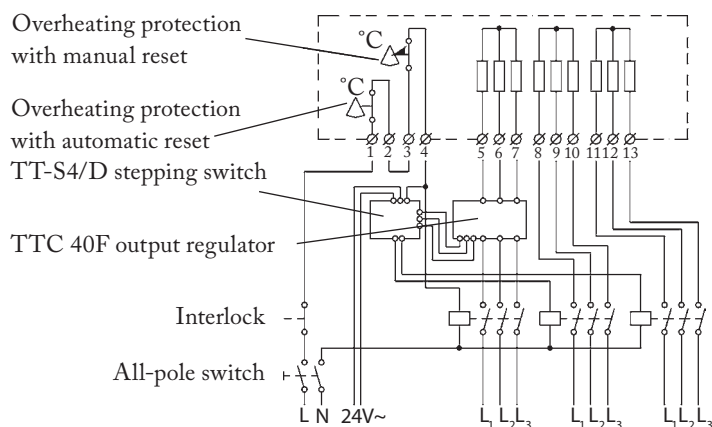 Overheating protection
with manual reset
°C
°C
Overheating protection
with automatic reset
1 2 3 4 5 6 7 8 9 10 11 12 13
TT-S4/D stepping switch
TTC 40F output regulator
Interlock
All-pole switch
L N 24V~ L1 L2 L3 L1 L2 L3 L1 L2 L3